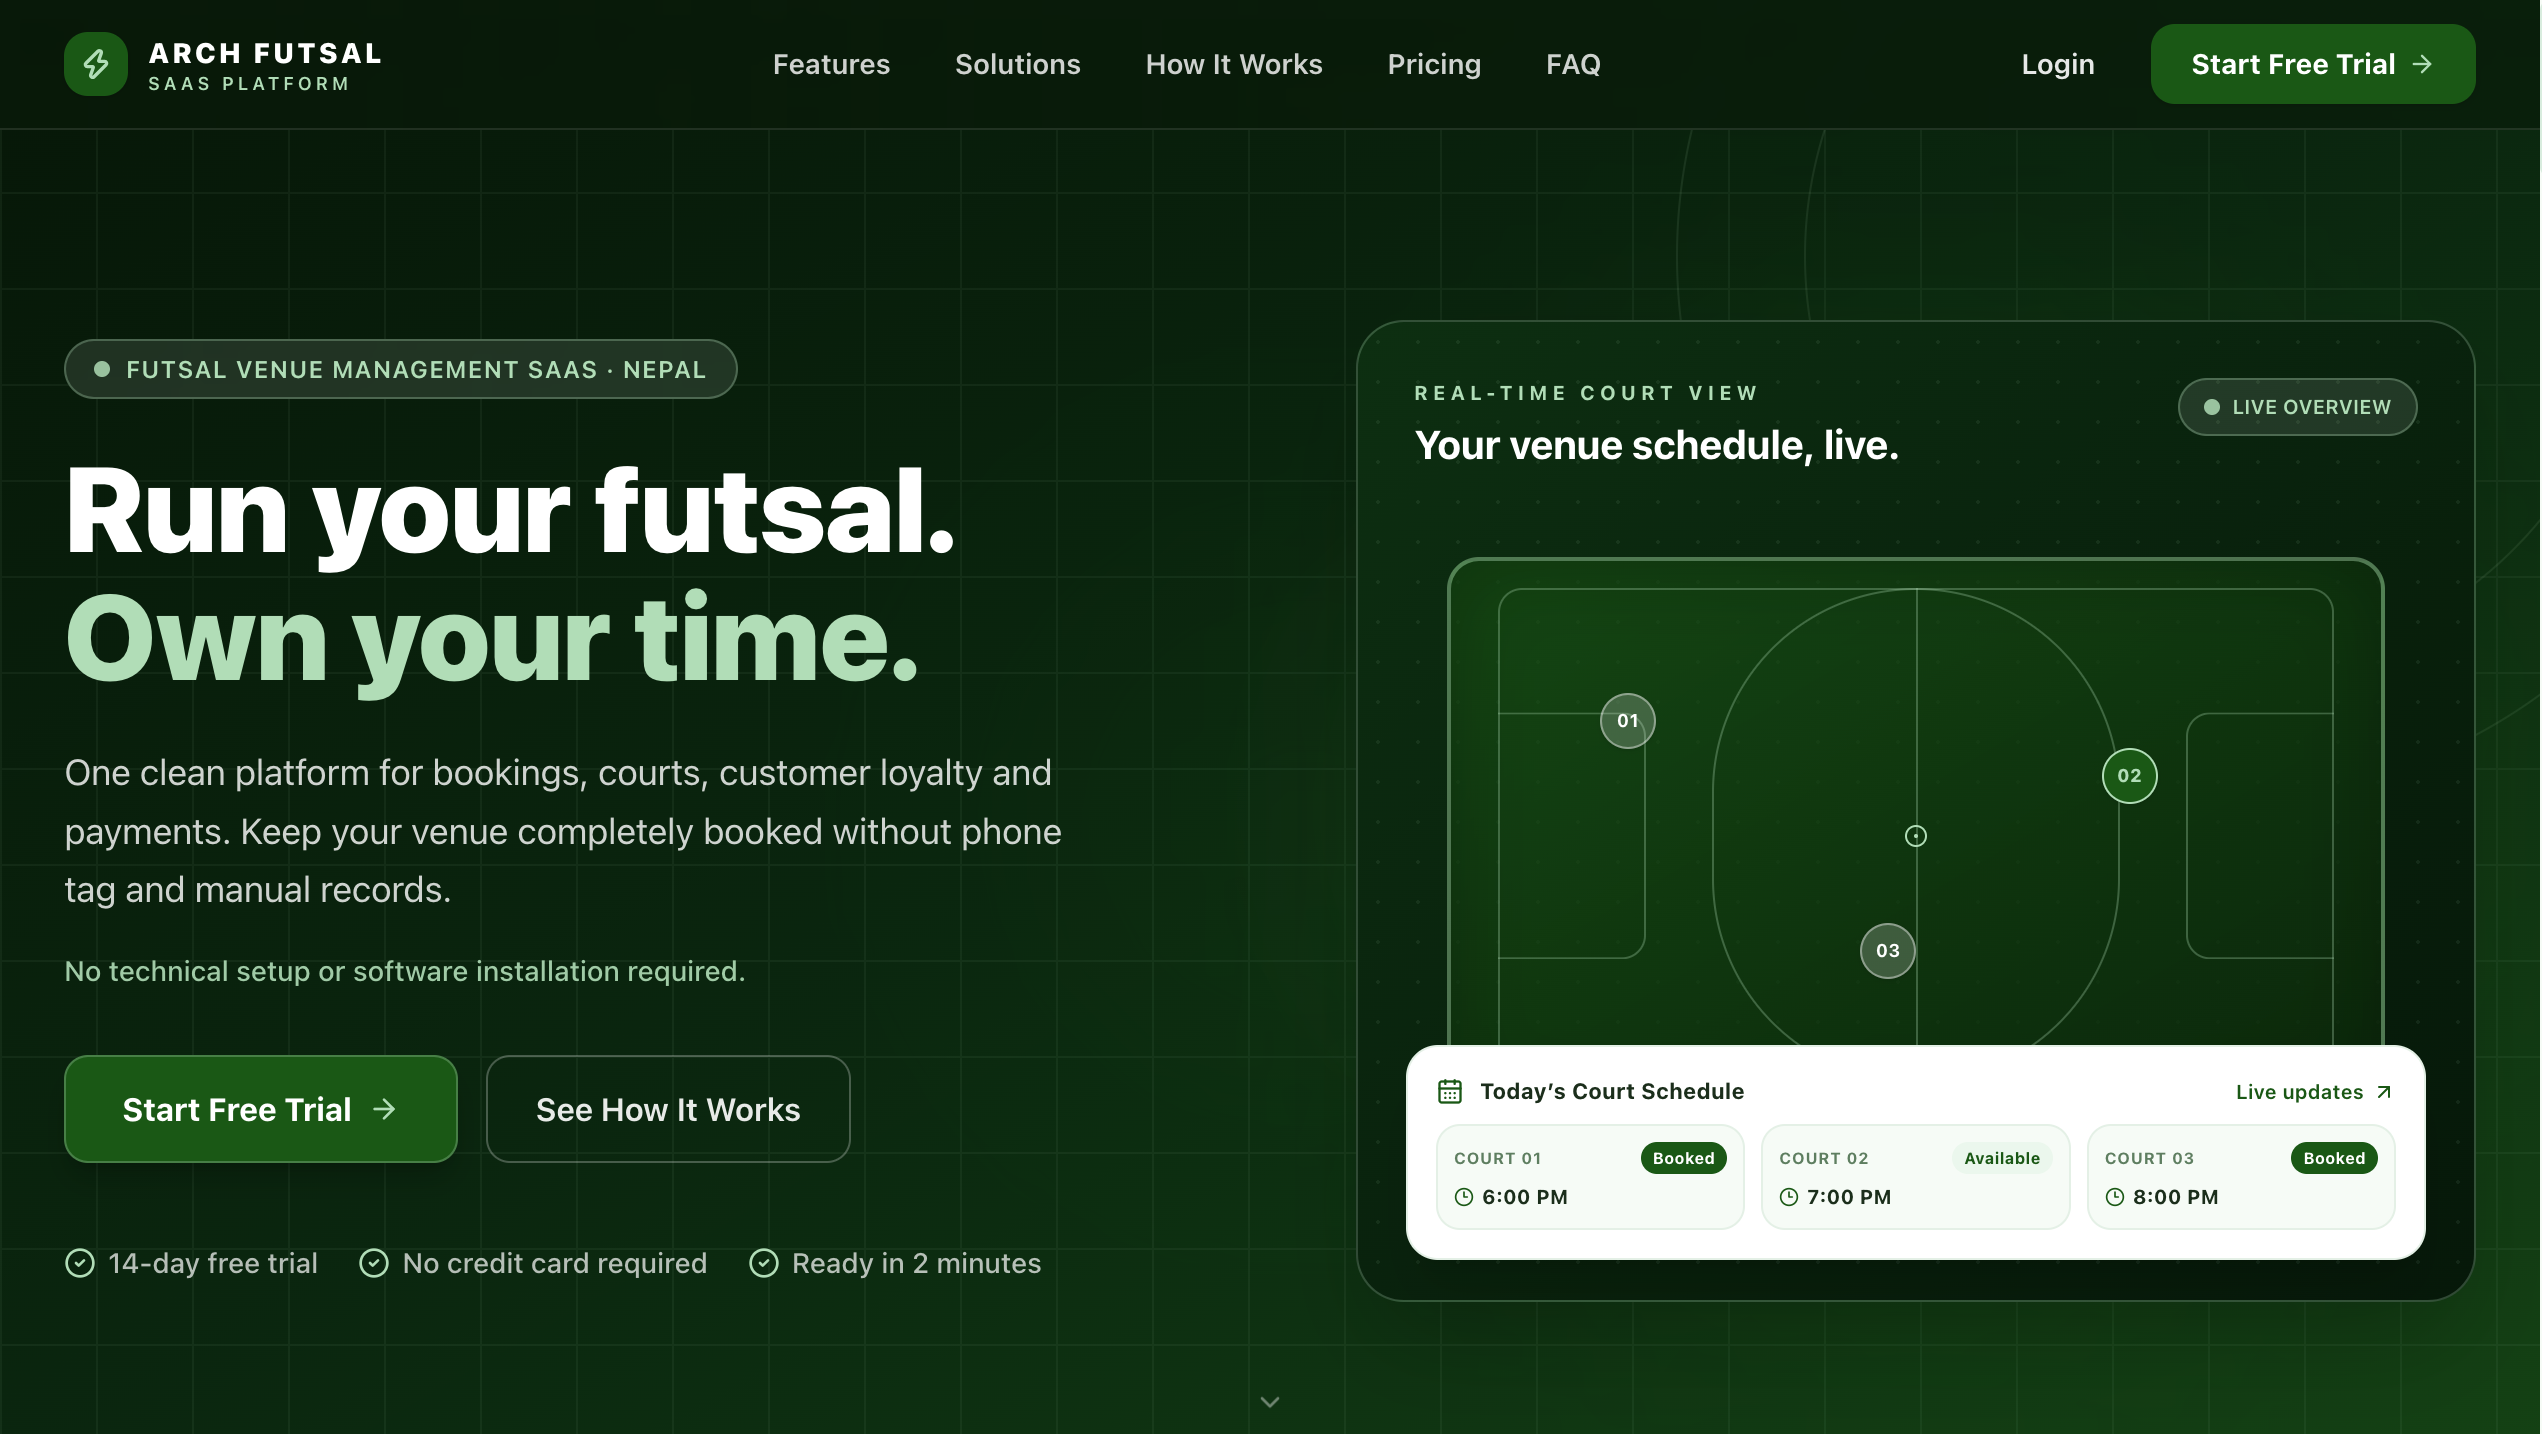 ARCH FUTSAL
SAAS PLATFORM
Features
Solutions
How It Works
Pricing
FAQ
Login
Start Free Trial
FUTSAL VENUE MANAGEMENT SAAS · NEPAL
Run your futsal.
Own your time.
One clean platform for bookings, courts, customer loyalty and
payments. Keep your venue completely booked without phone
tag and manual records.
No technical setup or software installation required.
Start Free Trial
See How It Works
14-day free trial
No credit card required
Ready in 2 minutes
REAL-TIME COURT VIEW
Your venue schedule, live.
LIVE OVERVIEW
01
02
03
Today’s Court Schedule
Live updates
COURT 01
Booked
6:00 PM
COURT 02
Available
7:00 PM
COURT 03
Booked
8:00 PM